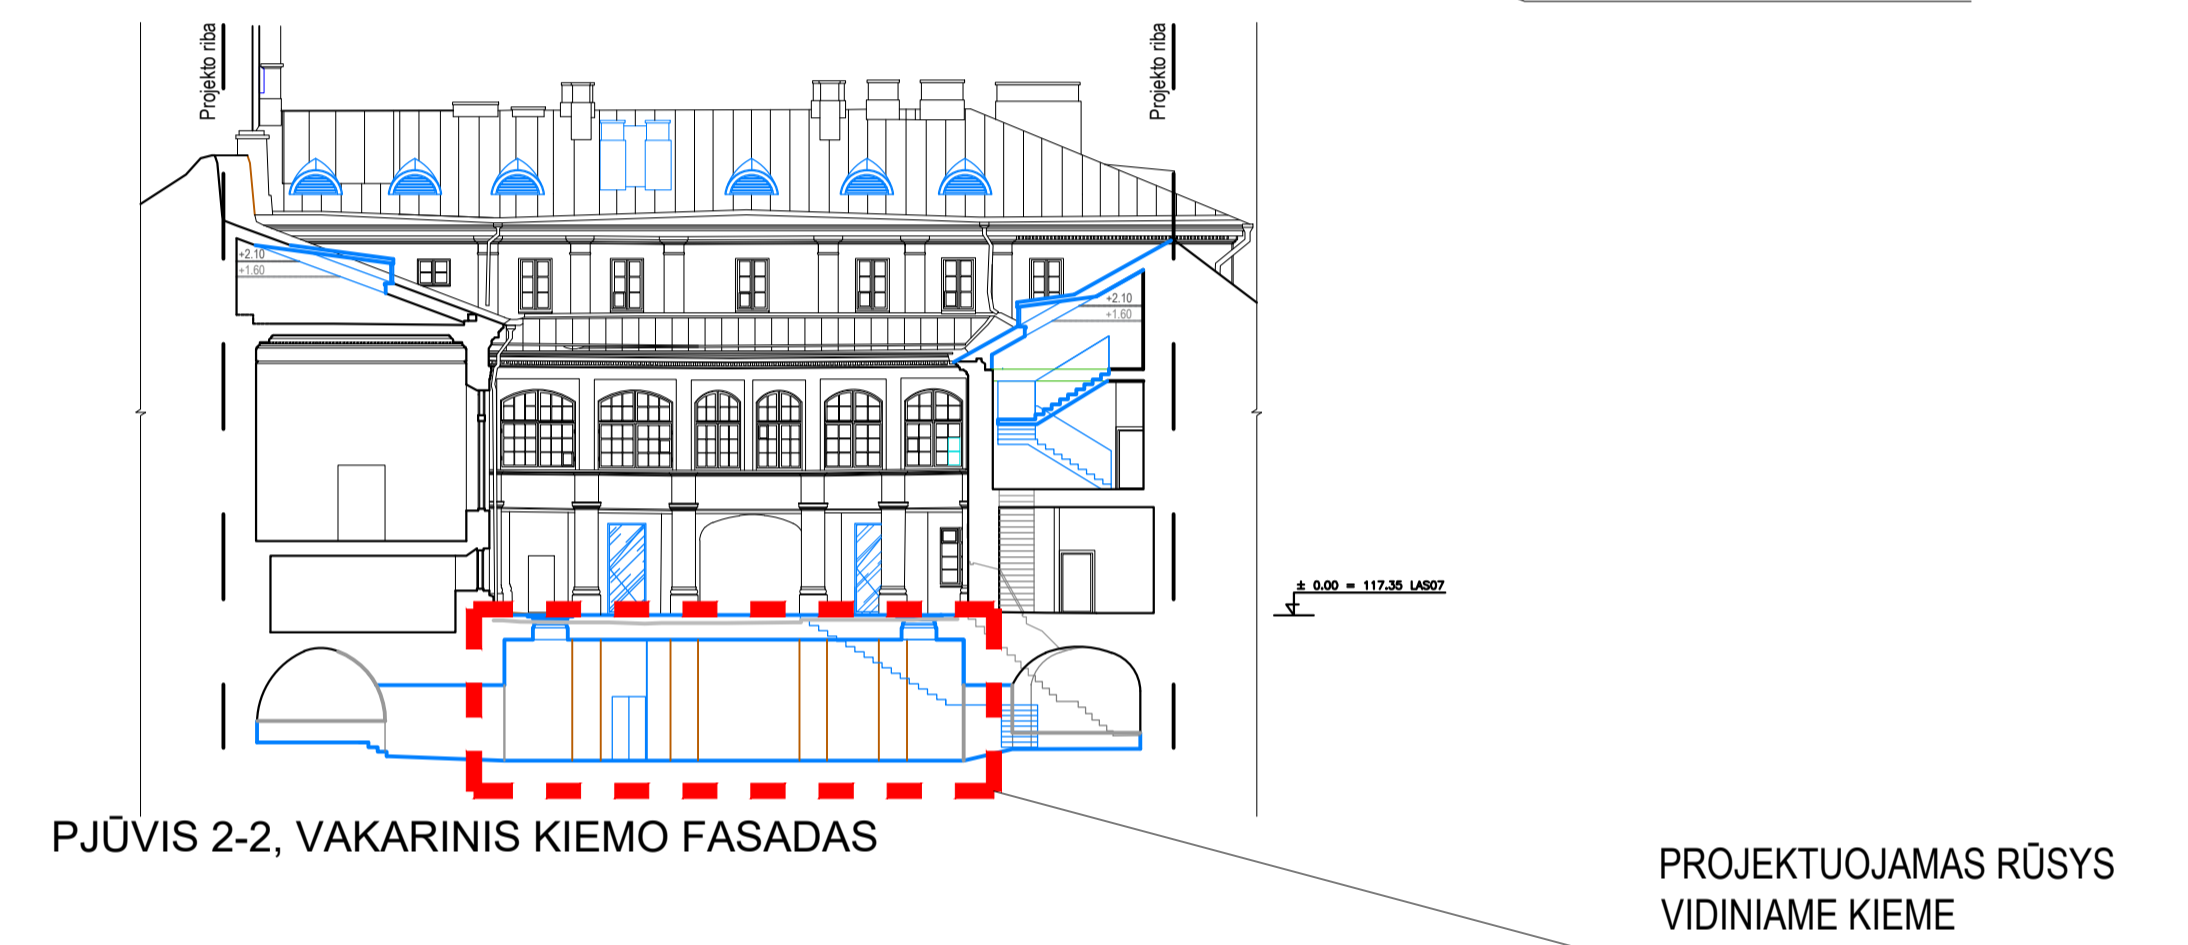 Projekto riba
Projekto riba
+2.10
+1.60
+2.10
+1.60
± 0.00 = 117.35 LAS07
PJŪVIS 2-2, VAKARINIS KIEMO FASADAS
PROJEKTUOJAMAS RŪSYS
VIDINIAME KIEME